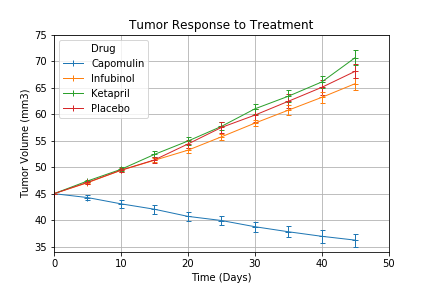 Tumor Response to Treatment
75
70
65
60
55
50
45
40
35
Tumor Volume (mm3)
Drug
Capomulin
Infubinol
Ketapril
Placebo
0 10 20 30 40 50
Time (Days)